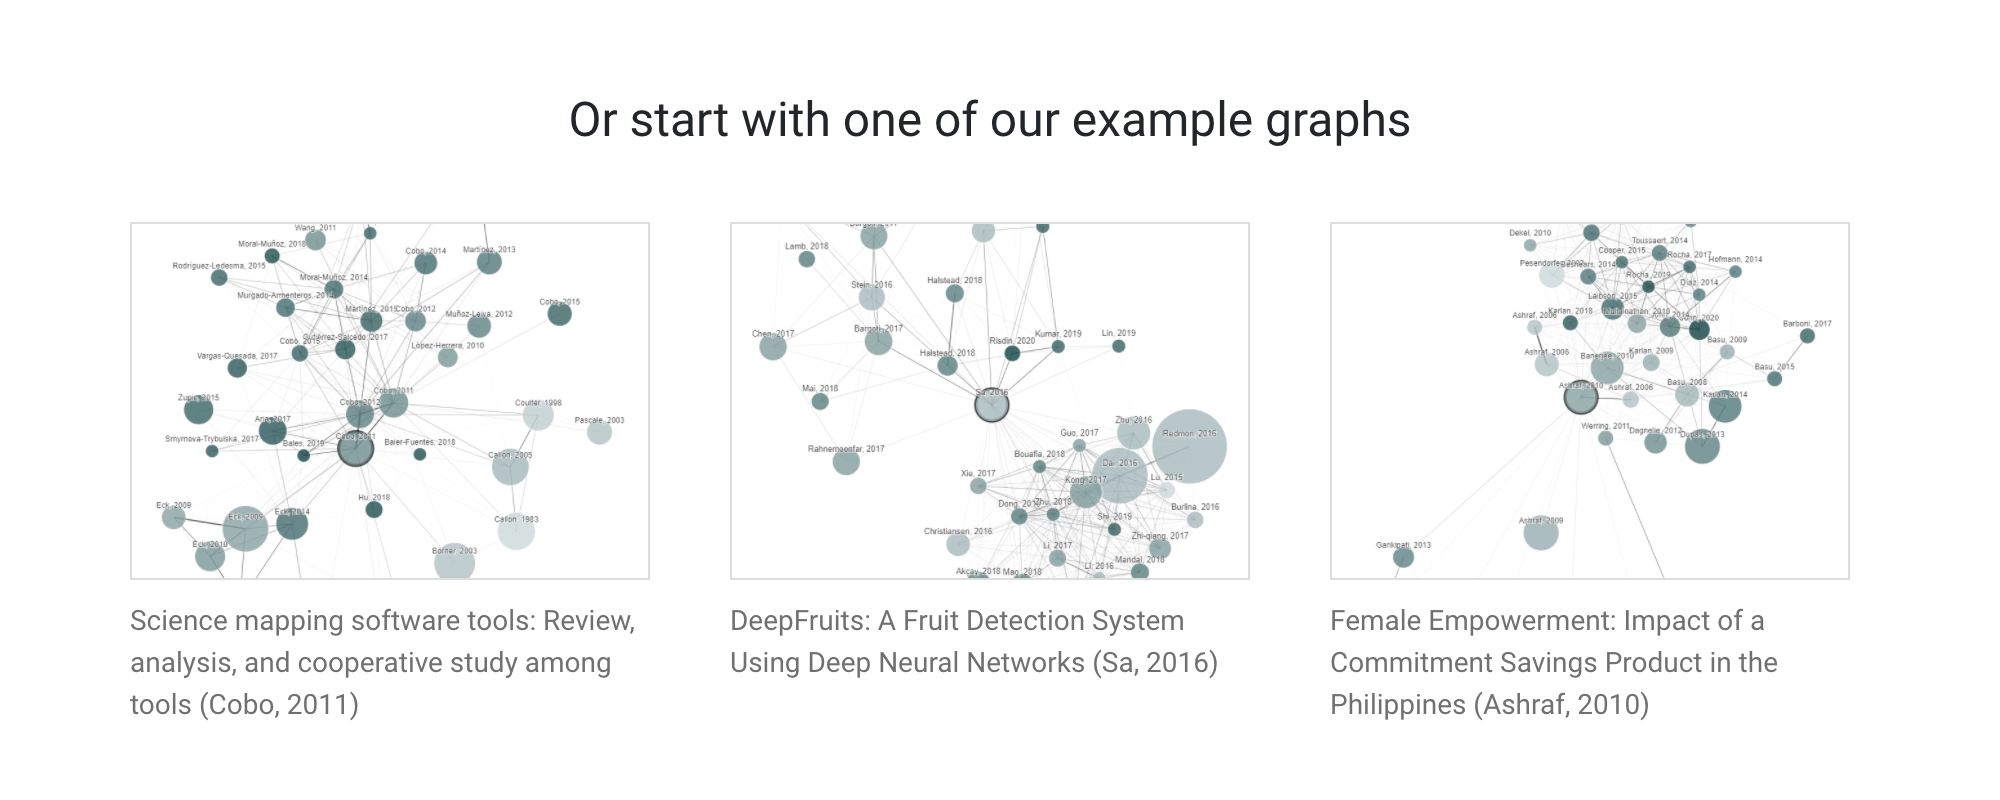 Or start with one of our example graphs
Wang, 2011
Moral-Muñoz, 2018
Cobo, 2014
Martínez, 2013
Rodríguez-Ledesma, 2015
Moral-Muñoz, 2014
Murgado-Armenteros, 2015
Cobo, 2015
Martínez, 2015
Cobo, 2012
Muñoz-Leiva, 2012
Gutiérrez-Salcedo, 2017
Cobo, 2015
López-Herrera, 2010
Vargas-Quesada, 2017
Cobo, 2011
Zupic, 2015
Cobo, 2012
Courtial, 1998
Aria, 2017
Pascale, 2003
Smyrnova-Trybulska, 2017
Bales, 2019
Cobo, 2011
Baier-Fuentes, 2018
Callon, 2005
Hu, 2018
Eck, 2009
Eck, 2009
Eck, 2014
Callon, 1983
Eck, 2010
Börner, 2003
Science mapping software tools: Review,
analysis, and cooperative study among
tools (Cobo, 2011)
Lamb, 2018
Halstead, 2018
Stein, 2016
Chen, 2017
Bargoti, 2017
Kumar, 2019
Lin, 2019
Risdin, 2020
Halstead, 2018
Mai, 2018
Sa, 2016
Zhu, 2016
Redmon, 2016
Guo, 2017
Rahnemoonfar, 2017
Bouafia, 2018
Dai, 2016
Xie, 2017
Kong, 2017
Lu, 2015
Dong, 2017
Zhu, 2018
Burlina, 2016
Shi, 2019
Christiansen, 2016
Zhi-qiang, 2017
Li, 2017
Mandal, 2018
Li, 2016
Akcay, 2018
Mao, 2018
DeepFruits: A Fruit Detection System
Using Deep Neural Networks (Sa, 2016)
Dekel, 2010
Toussaert, 2014
Cooper, 2015
Rocha, 2017
Hofmann, 2014
Pesendorfer, 2002
Beshears, 2014
Rocha, 2019
Diaz, 2014
Laibson, 2015
Karlan, 2018
Ashraf, 2006
Barboni, 2017
Basu, 2009
Ashraf, 2006
Banerjee, 2010
Karlan, 2009
Basu, 2015
Ashraf, 2010
Ashraf, 2006
Basu, 2008
Karlan, 2014
Werring, 2011
Dagnelie, 2012
Dupas, 2013
Ashraf, 2009
Garikipati, 2013
Female Empowerment: Impact of a
Commitment Savings Product in the
Philippines (Ashraf, 2010)